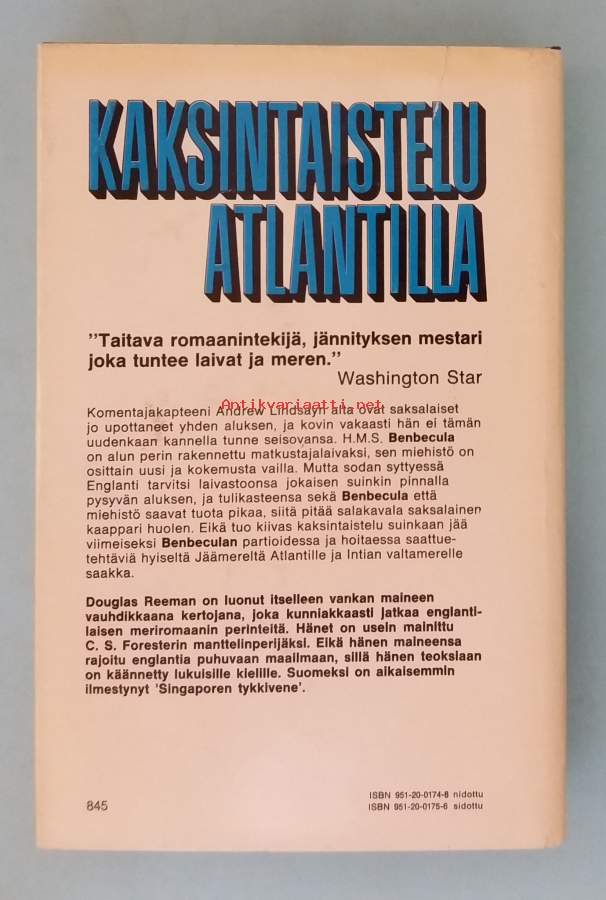 KAKSINTAISTELU
ATLANTILLA
"Taitava romaanintekijä, jännityksen mestari
joka tuntee laivat ja meren."
Washington Star
Antikvariaatti.net
Komentajakapteeni Andrew Lindsayn alta ovat saksalaiset
jo upottaneet yhden aluksen, ja kovin vakaasti hän ei tämän
uudenkaan kannella tunne seisovansa. H.M.S. Benbecula
on alun perin rakennettu matkustajalaivaksi, sen miehistö on
osittain uusi ja kokemusta vailla. Mutta sodan syttyessä
Englanti tarvitsi laivastoonsa jokaisen suinkin pinnalla
pysyvän aluksen, ja tulikasteensa sekä Benbecula että
miehistö saavat tuota pikaa, siitä pitää salakavala saksalainen
kaappari huolen. Eikä tuo kiivas kaksintaistelu suinkaan jää
viimeiseksi Benbeculan partioidessa ja hoitaessa saattue-
tehtäviä hyiseltä Jäämereltä Atlantille ja Intian valtamerelle
saakka.
Douglas Reeman on luonut itselleen vankan maineen
vauhdikkaana kertojana, joka kunniakkaasti jatkaa englanti-
laisen meriromaanin perinteitä. Hänet on usein mainittu
C. S. Foresterin manttelinperijäksi. Eikä hänen maineensa
rajoitu englantia puhuvaan maailmaan, sillä hänen teoksiaan
on käännetty lukuisille kielille. Suomeksi on aikaisemmin
ilmestynyt 'Singaporen tykkivene'.
ISBN 951-20-0174-8 nidottu
845
ISBN 951-20-0175-6 sidottu